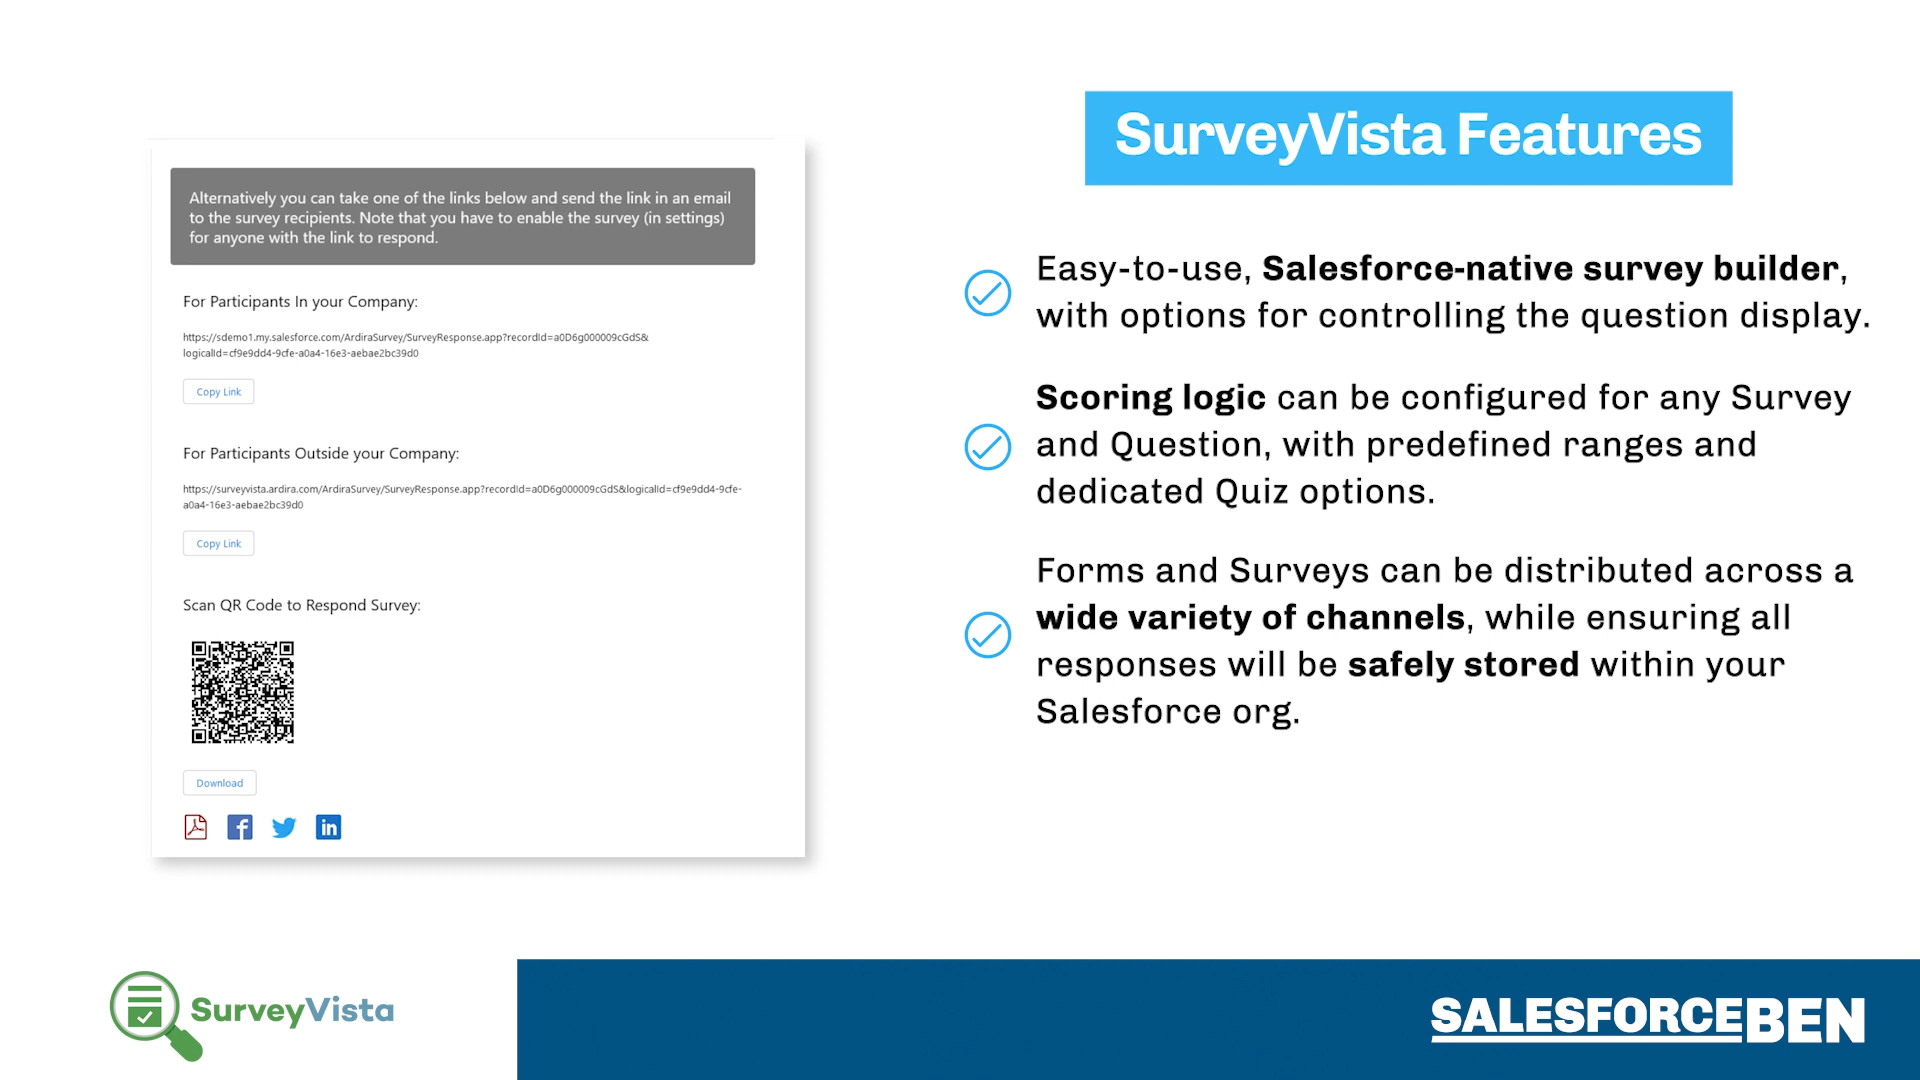 Alternatively you can take one of the links below and send the link in an email
to the survey recipients. Note that you have to enable the survey (in settings)
for anyone with the link to respond.
For Participants In your Company:
https://sdemo1.my.salesforce.com/ArdiraSurvey/SurveyResponse.app?recordId=a0D6g000009cGdS&
logicalId=cf9e9dd4-9cfe-a0a4-16e3-aebae2bc39d0
Copy Link
For Participants Outside your Company:
https://surveyvista.ardira.com/ArdiraSurvey/SurveyResponse.app?recordId=a0D6g000009cGdS&logicalId=cf9e9dd4-9cfe-
a0a4-16e3-aebae2bc39d0
Copy Link
Scan QR Code to Respond Survey:
Download
SurveyVista Features
Easy-to-use, Salesforce-native survey builder,
with options for controlling the question display.
Scoring logic can be configured for any Survey
and Question, with predefined ranges and
dedicated Quiz options.
Forms and Surveys can be distributed across a
wide variety of channels, while ensuring all
responses will be safely stored within your
Salesforce org.
SurveyVista
SALESFORCEBEN